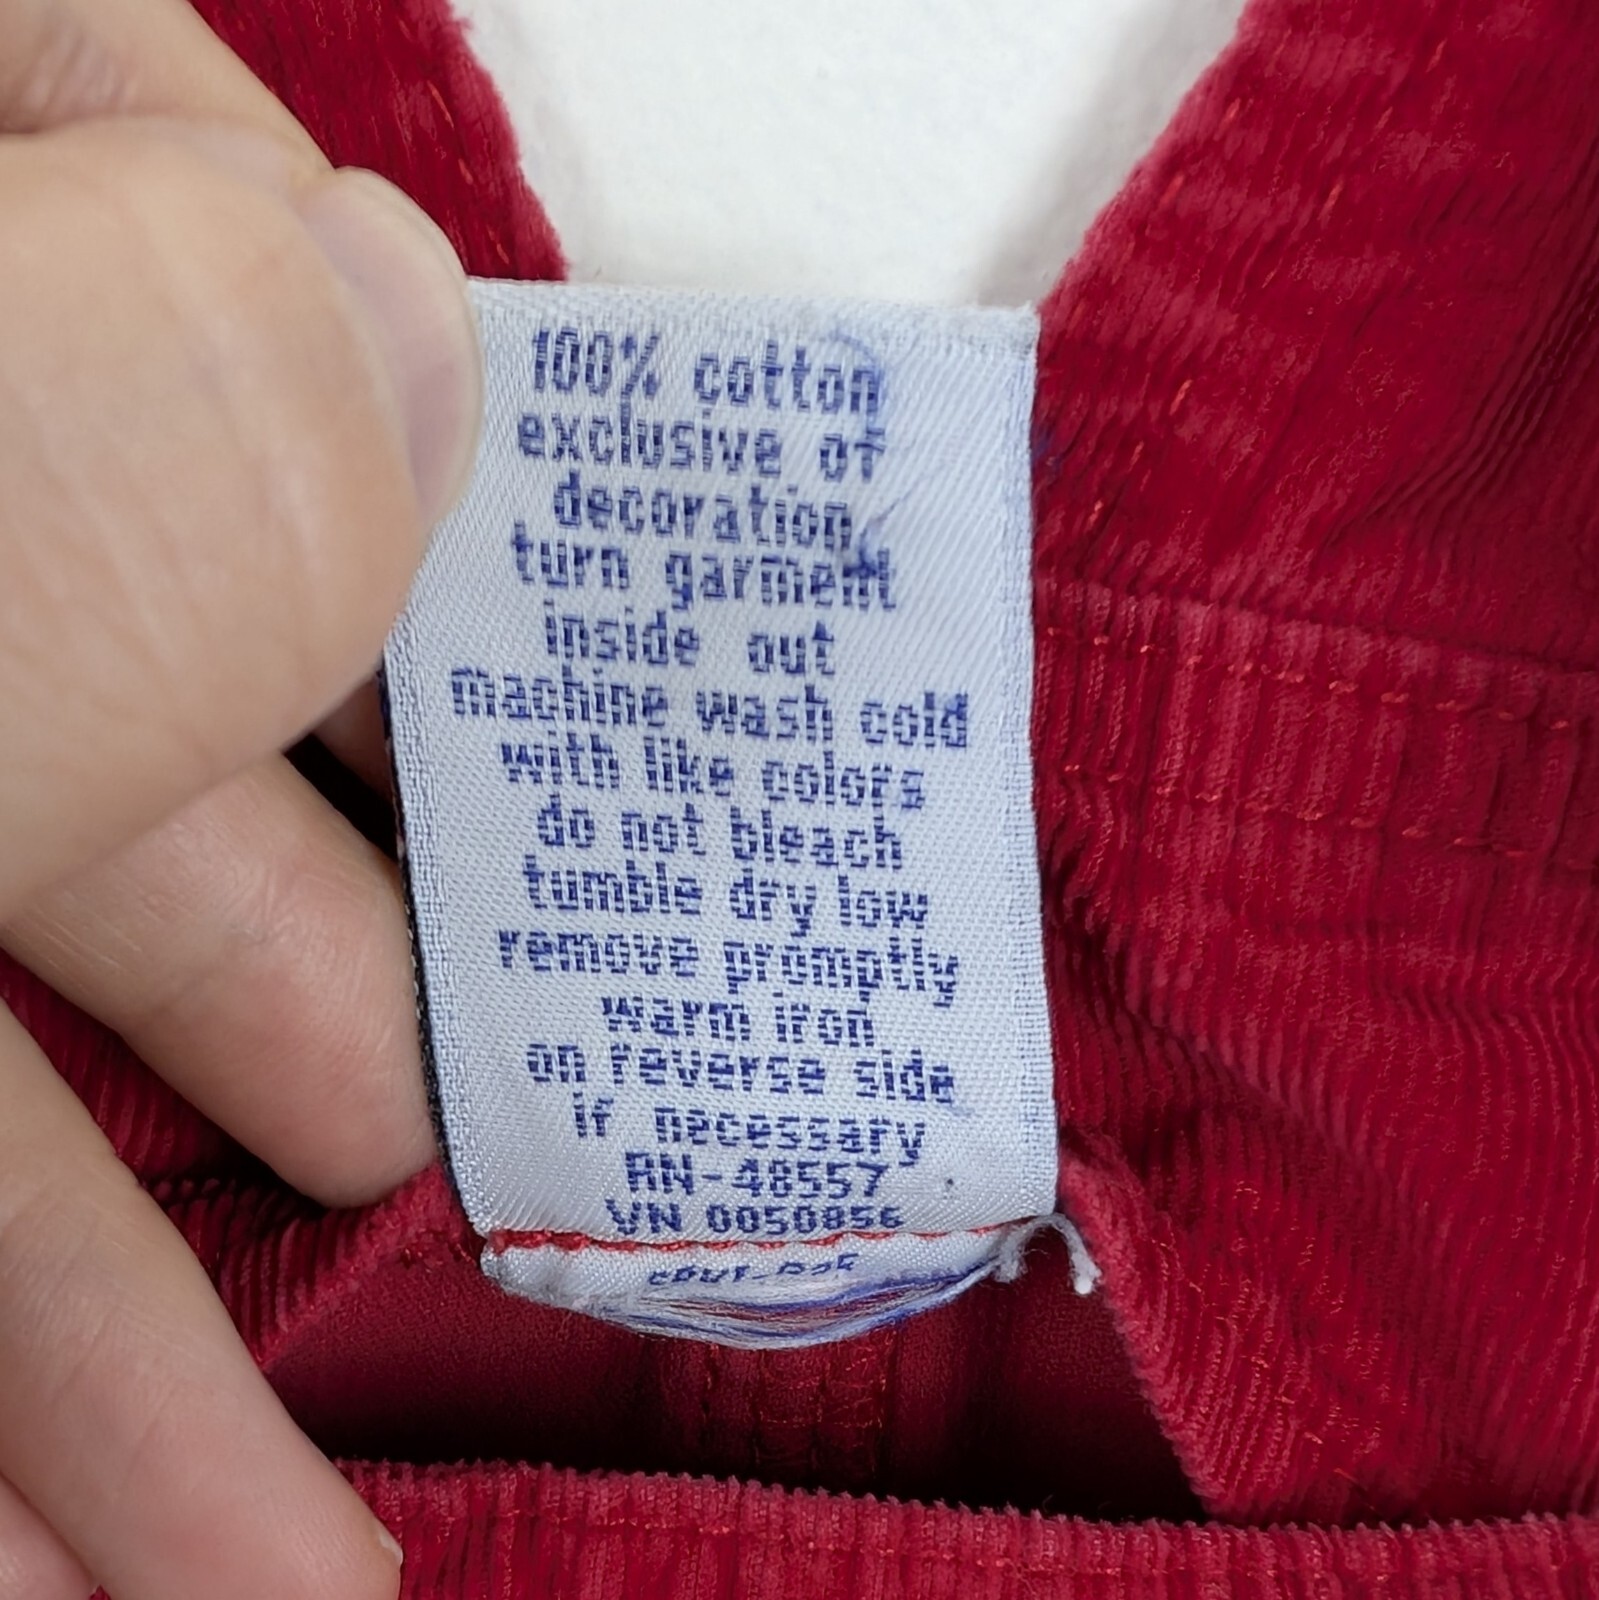 100% cotton
exclusive of
decoration
turn garment
inside out
machine wash cold
with like colors
do not bleach
tumble dry low
remove promptly
warm iron
on reverse side
if necessary
RN-48557
VN 0050856